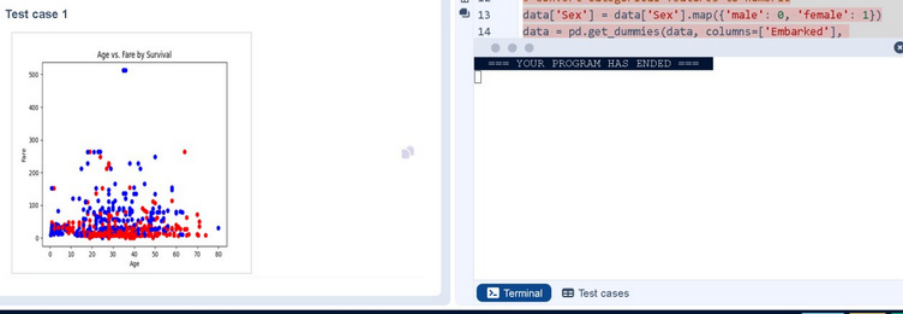 Test case 1
Age vs. Fare by Survival
500
400
300
200
100
0
Fare
0 10 20 30 40 50 60 70 80
Age
13 data['Sex'] = data['Sex'].map({'male': 0, 'female': 1})
14 data = pd.get_dummies(data, columns=['Embarked'],
=== YOUR PROGRAM HAS ENDED ===
Terminal Test cases